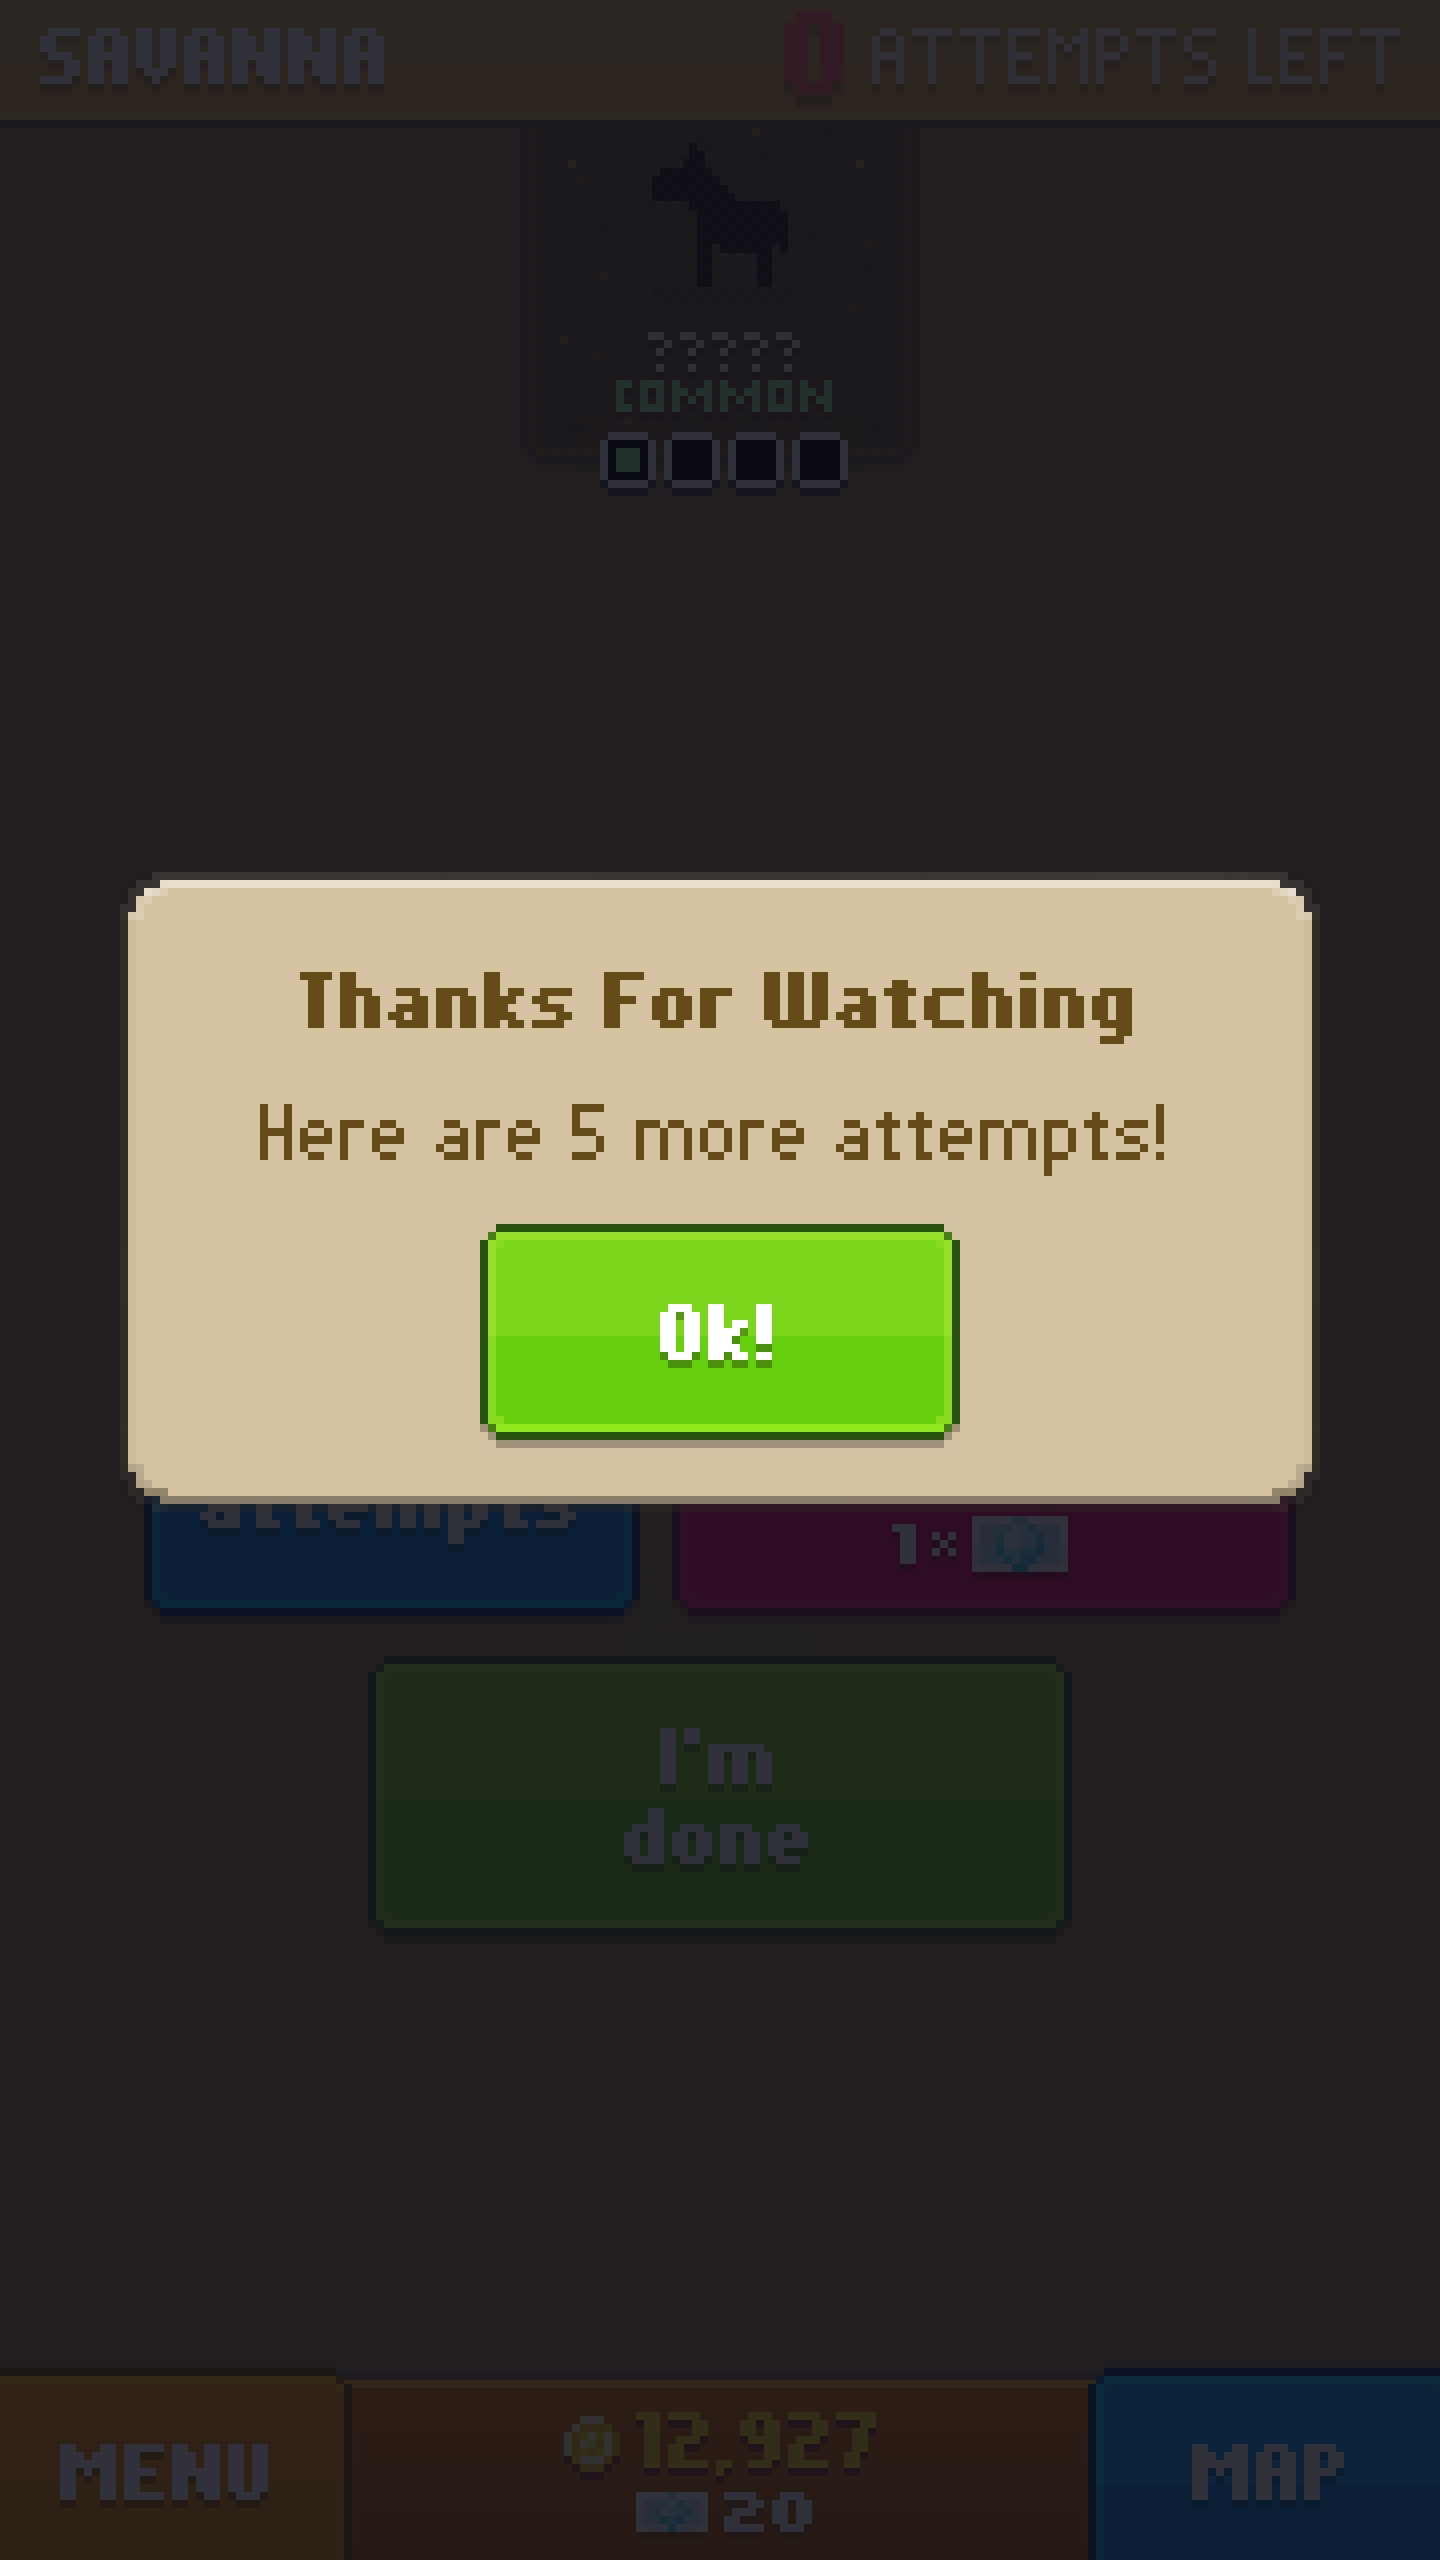 SAVANNA
0 ATTEMPTS LEFT
?????
COMMON
Thanks For Watching
Here are 5 more attempts!
Ok!
attempts
1×
I'm
done
MENU
12,927
20
MAP